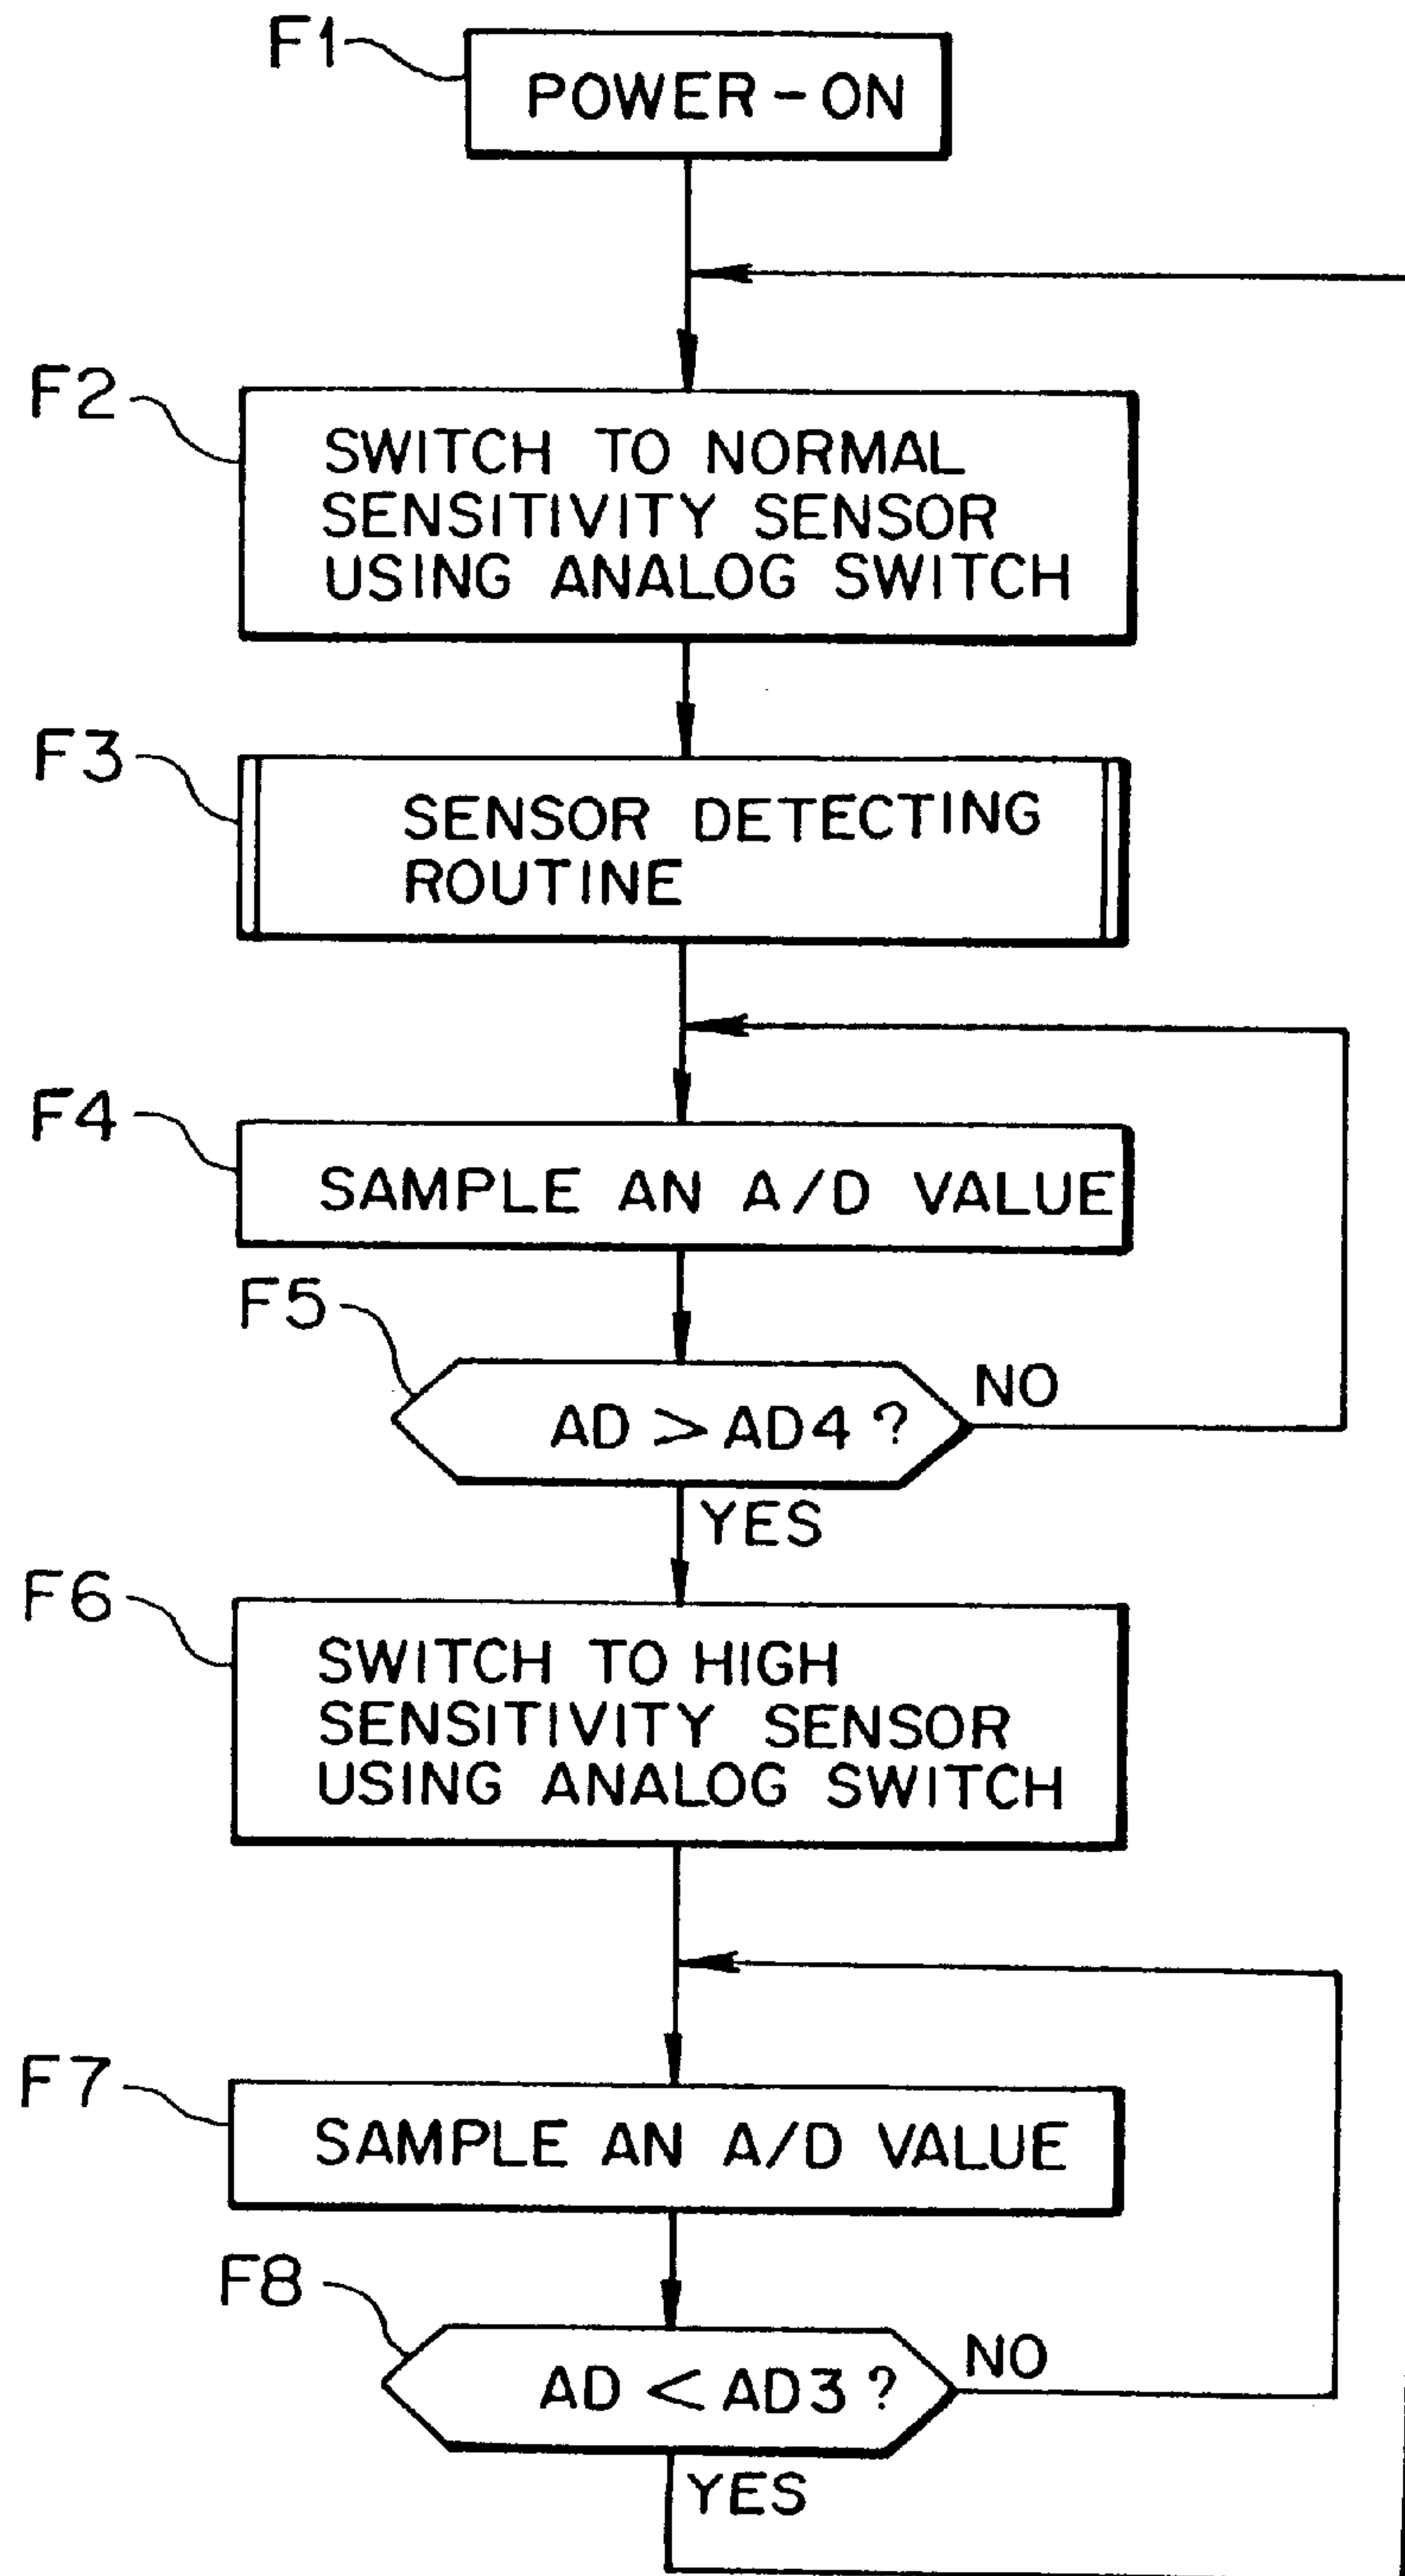 F1
POWER-ON
F2
SWITCH TO NORMAL
SENSITIVITY SENSOR
USING ANALOG SWITCH
F3
SENSOR DETECTING
ROUTINE
F4
SAMPLE AN A/D VALUE
F5
AD > AD4 ?
NO
YES
F6
SWITCH TO HIGH
SENSITIVITY SENSOR
USING ANALOG SWITCH
F7
SAMPLE AN A/D VALUE
F8
AD < AD3 ?
NO
YES